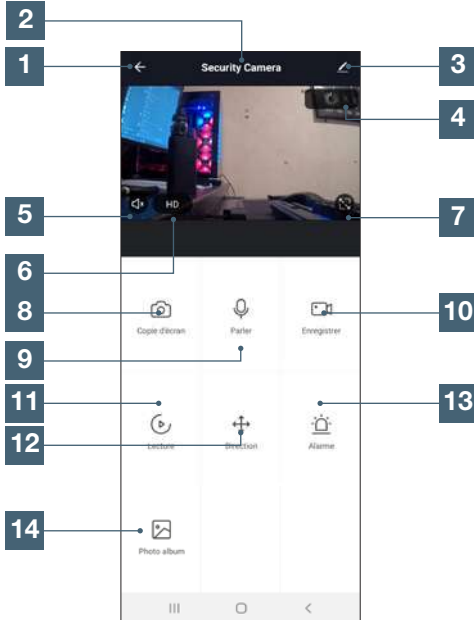 2
1
Security Camera
3
4
5
HD
7
6
8
Copie d'écran
Parler
Enregistrer
10
9
11
13
12
Lecture
Direction
Alarme
14
Photo album